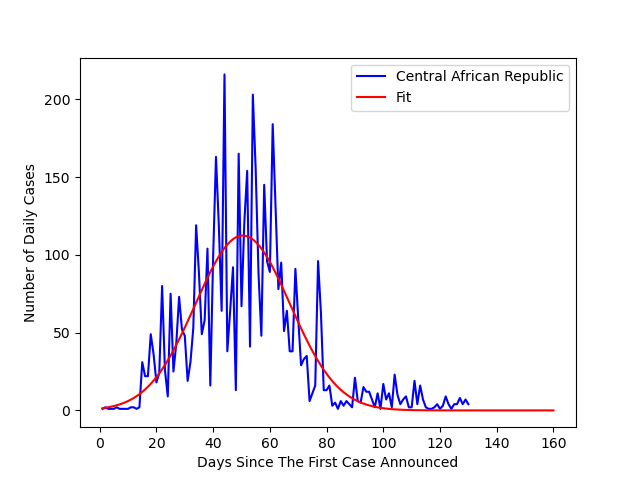 Central African Republic
Fit
Number of Daily Cases
200
150
100
50
0
0 20 40 60 80 100 120 140 160
Days Since The First Case Announced